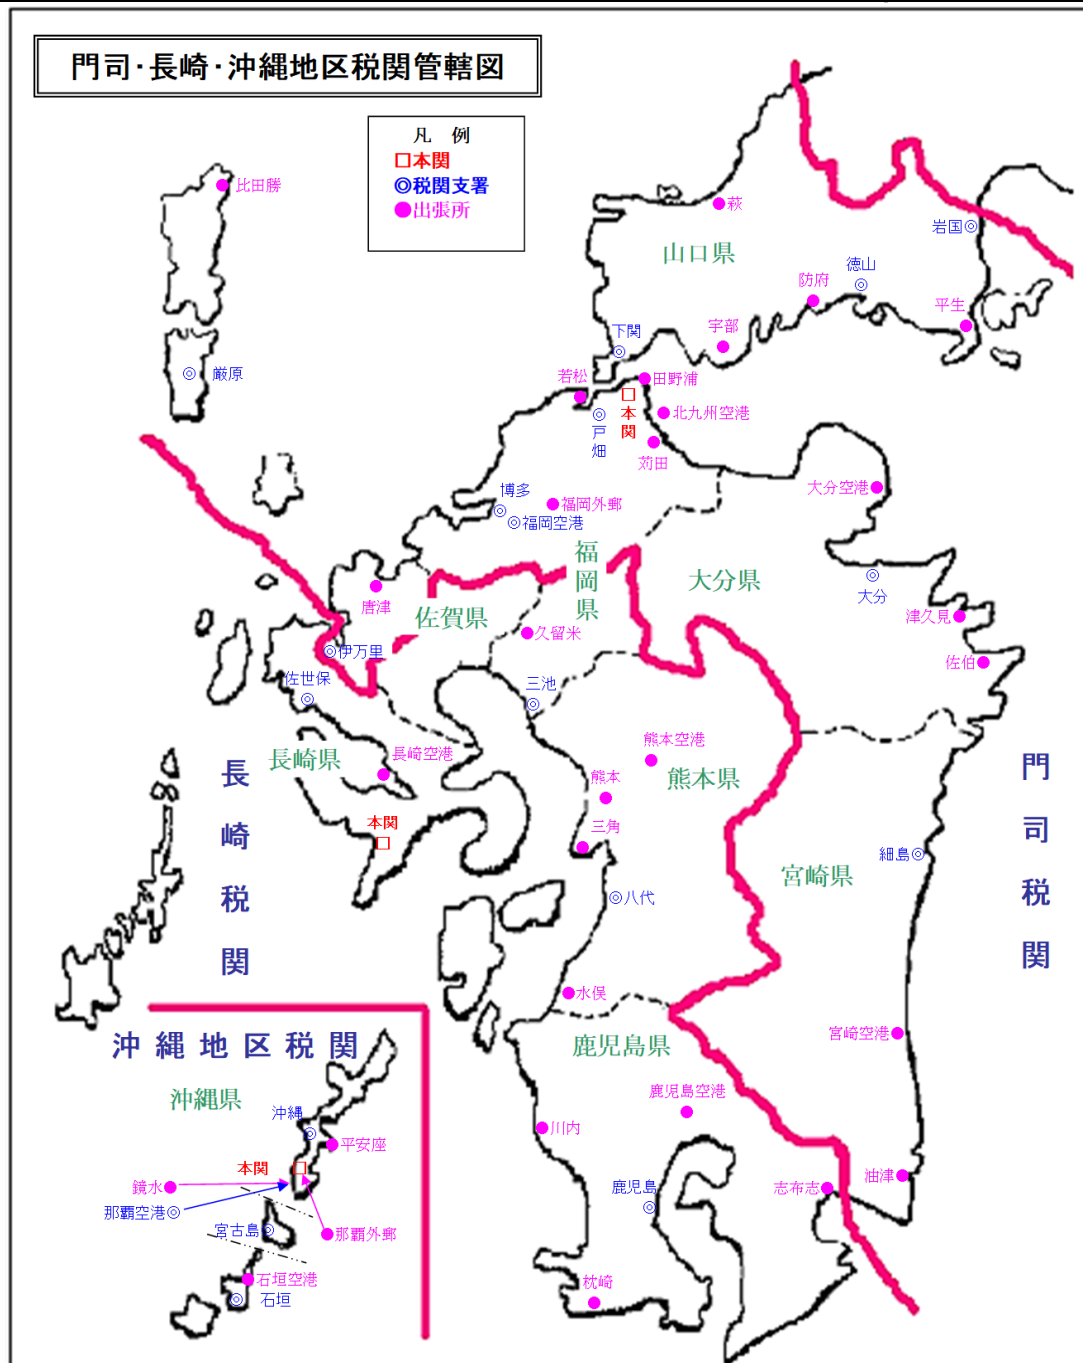 門司・長崎・沖縄地区税関管轄図
凡 例
□本関
◎税関支署
●出張所
比田勝
厳原
萩
山口県
岩国◎
徳山
防府
平生
宇部
下関
若松
田野浦
□本関
戸畑
北九州空港
苅田
博多
◎福岡空港
福岡外郵
福岡県
大分空港
大分県
大分
津久見
佐伯
唐津
佐賀県
久留米
◎伊万里
佐世保
三池
長崎県
長崎空港
本関
長崎税関
熊本空港
熊本県
熊本
三角
◎八代
水俣
門司税関
細島◎
宮崎県
宮崎空港
油津
鹿児島県
鹿児島空港
川内
鹿児島
志布志
枕崎
沖縄地区税関
沖縄県
沖縄
平安座
本関
鏡水
那覇空港◎
宮古島◎
那覇外郵
石垣空港
◎ 石垣